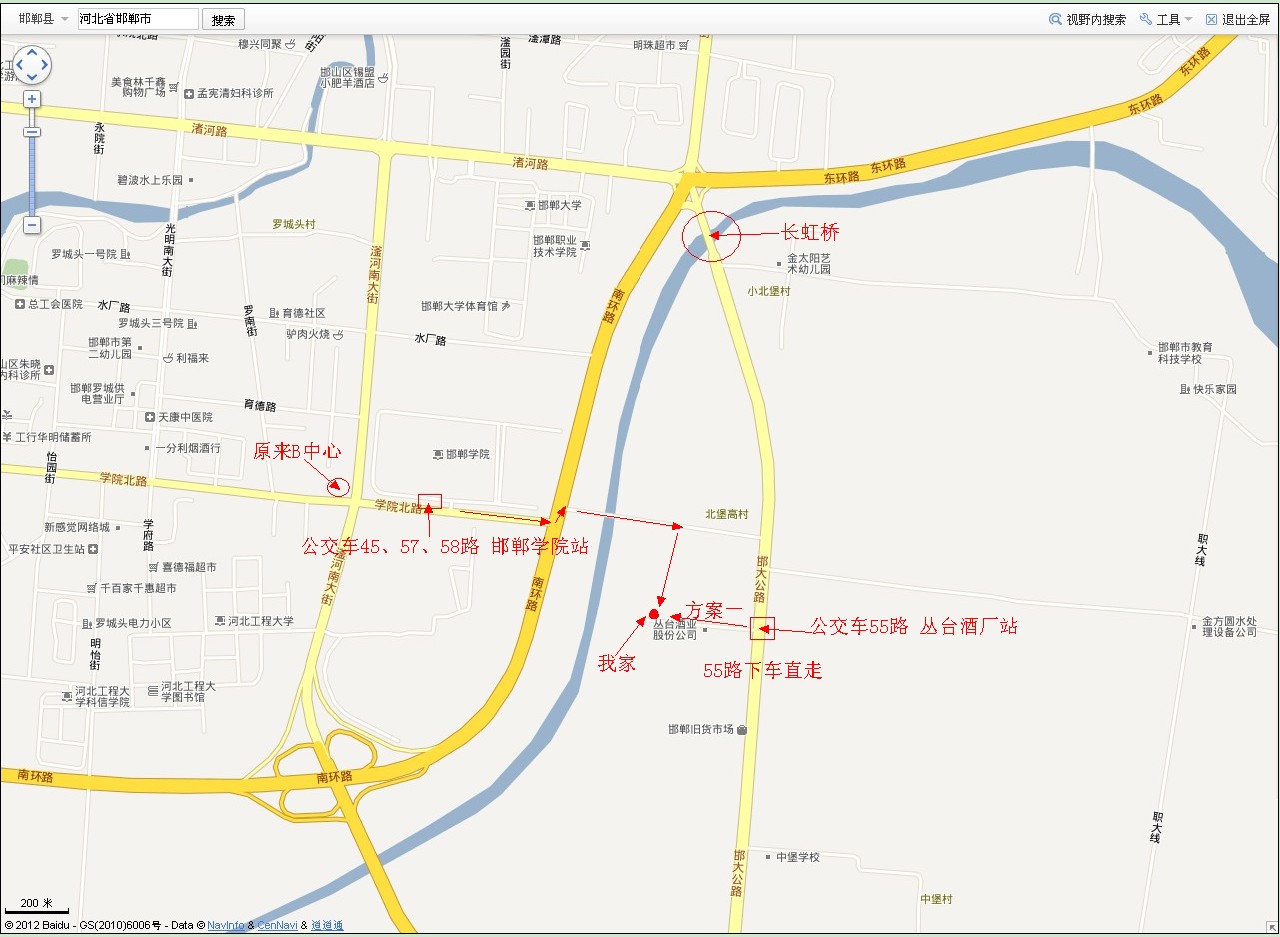 邯郸县
河北省邯郸市
搜索
视野内搜索
工具
退出全屏
穆兴同聚
滏园街
滏漳路
明珠超市
东环路
美食林千鑫
购物广场
孟宪清妇科诊所
邯山区锡盟
小肥羊酒店
东环路
永院街
渚河路
渚河路
东环路
东环路
碧波水上乐园
邯郸大学
罗城头村
长虹桥
光明南大街
滏河南大街
邯郸职业
技术学院
金太阳艺
术幼儿园
罗城头一号院
麻辣情
小北堡村
总工会医院
水厂路
罗南街
育德社区
邯郸大学体育馆
南环路
罗城头三号院
驴肉火烧
水厂路
邯郸市第
二幼儿园
利福来
邯郸市教育
科技学校
山区朱晓
内科诊所
邯郸罗城供
电营业厅
快乐家园
育德路
天康中医院
工行华明储蓄所
一分利烟酒行
原来B中心
邯郸学院
怡园街
学院北路
学院北路
北堡高村
新感觉网络城
学府路
公交车45、57、58路 邯郸学院站
职大线
平安社区卫生站
喜德福超市
滏河南大街
邯大公路
千百家千惠超市
南环路
方案一
罗城头电力小区
河北工程大学
丛台酒业
股份公司
公交车55路 丛台酒厂站
金方圆水处
理设备公司
明怡街
我家
55路下车直走
河北工程大
学科信学院
河北工程大
学图书馆
邯郸旧货市场
南环路
南环路
职大线
邯大公路
中堡学校
中堡村
200 米
© 2012 Baidu - GS(2010)6006号 - Data © NavInfo & CenNavi & 道道通